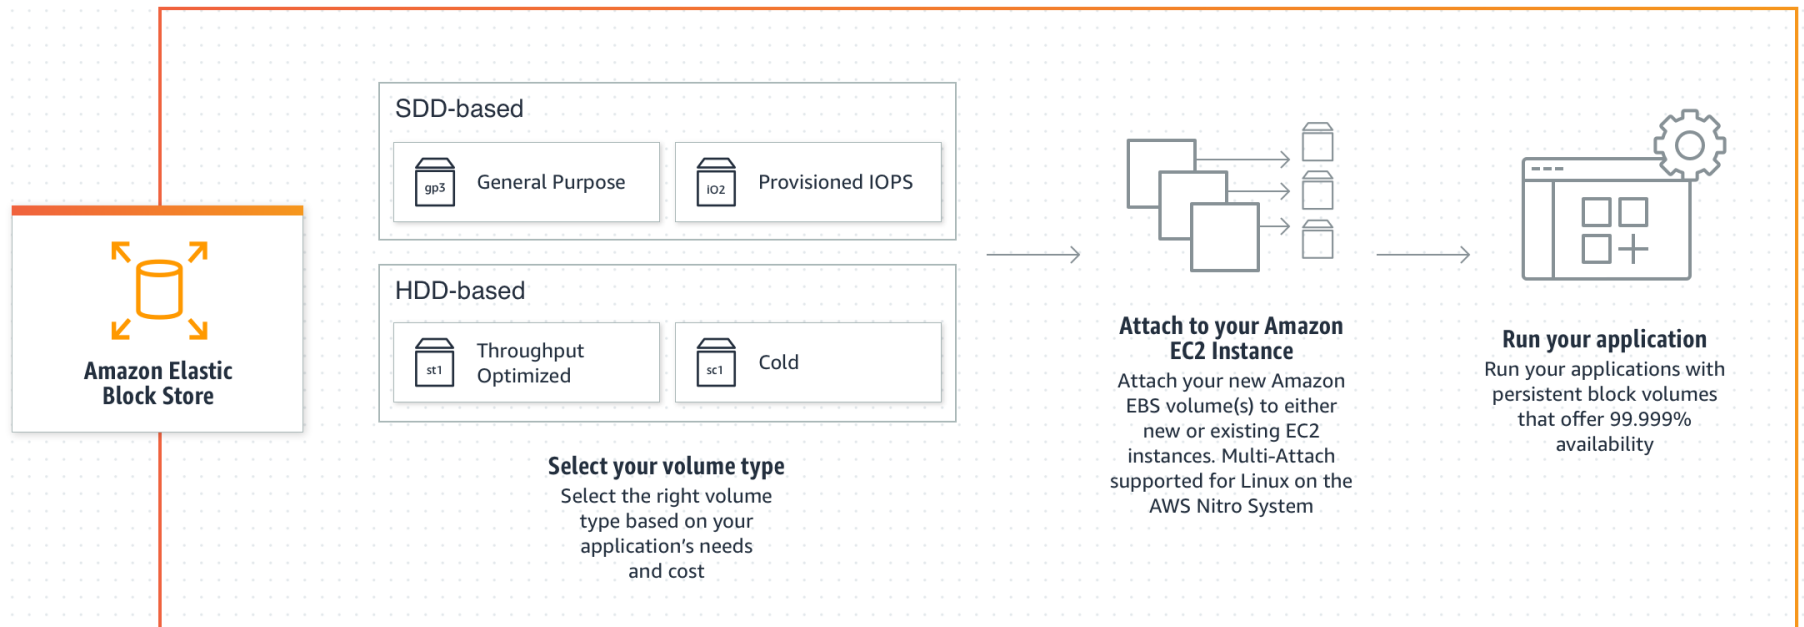 Amazon Elastic
Block Store
SDD-based
gp3
General Purpose
iO2
Provisioned IOPS
HDD-based
st1
Throughput
Optimized
sc1
Cold
Select your volume type
Select the right volume
type based on your
application's needs
and cost
Attach to your Amazon
EC2 Instance
Attach your new Amazon
EBS volume(s) to either
new or existing EC2
instances. Multi-Attach
supported for Linux on the
AWS Nitro System
Run your application
Run your applications with
persistent block volumes
that offer 99.999%
availability